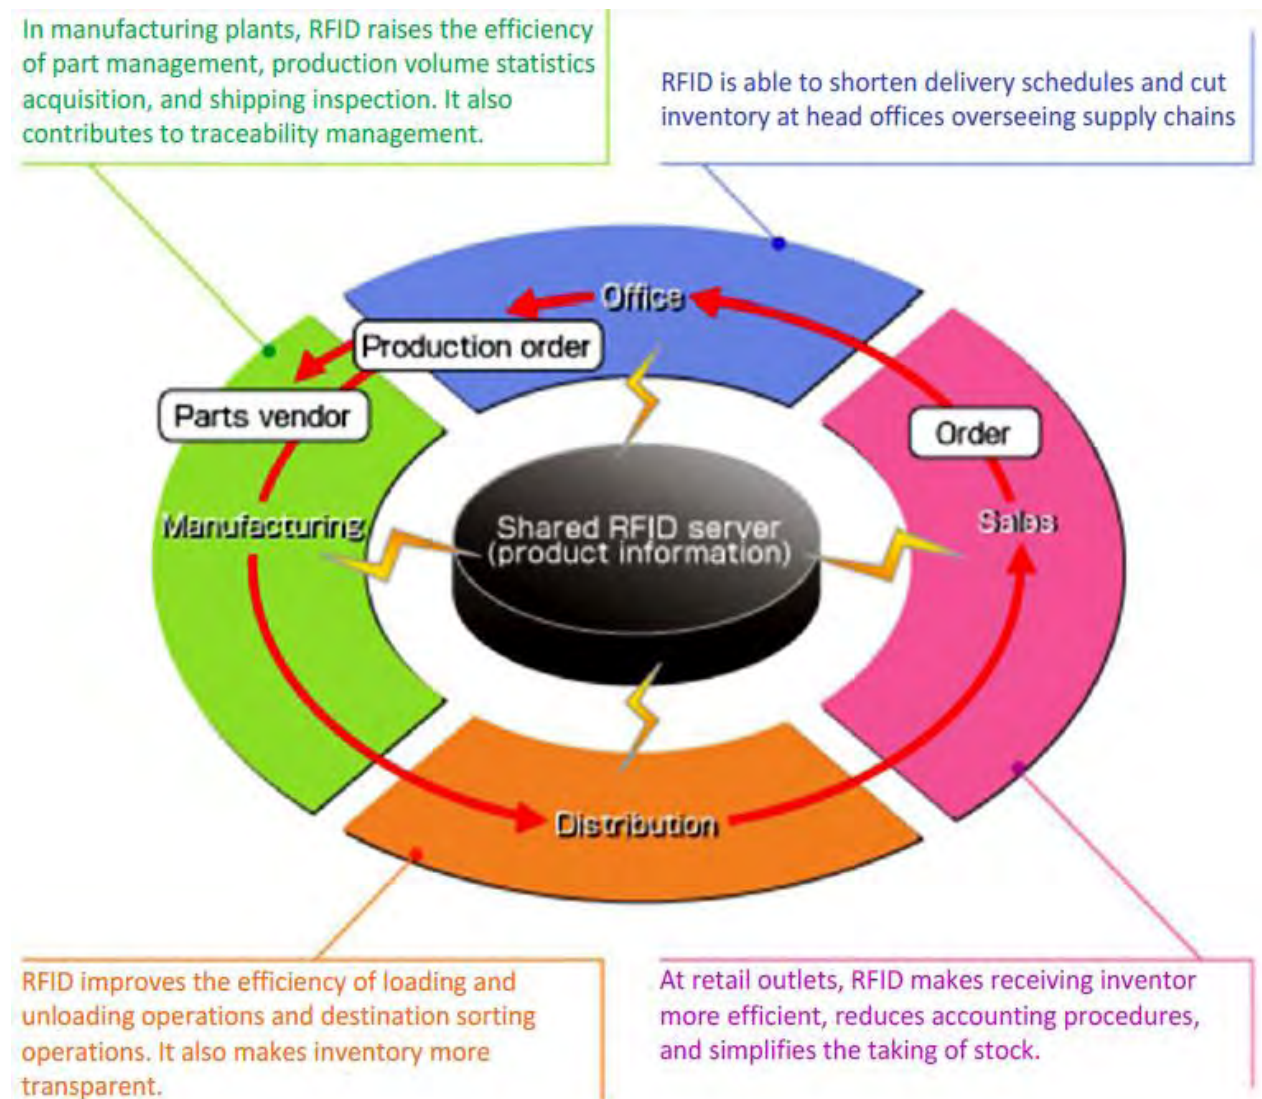 In manufacturing plants, RFID raises the efficiency
of part management, production volume statistics
acquisition, and shipping inspection. It also
contributes to traceability management.
RFID is able to shorten delivery schedules and cut
inventory at head offices overseeing supply chains
Office
Production order
Parts vendor
Order
Manufacturing
Shared RFID server
(product information)
Sales
Distribution
RFID improves the efficiency of loading and
unloading operations and destination sorting
operations. It also makes inventory more
transparent.
At retail outlets, RFID makes receiving inventor
more efficient, reduces accounting procedures,
and simplifies the taking of stock.